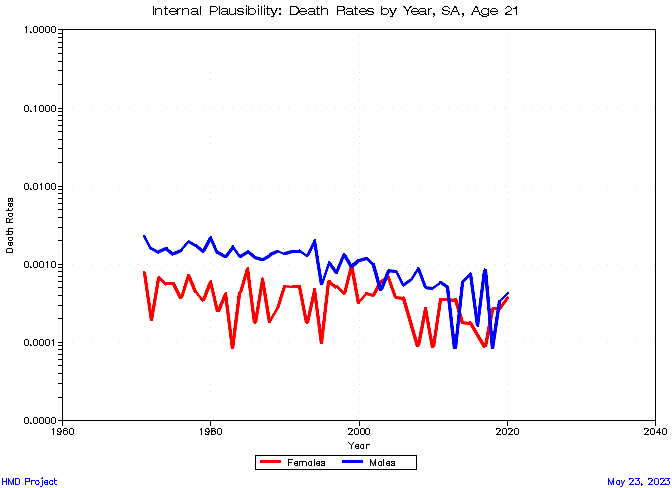 Internal Plausibility: Death Rates by Year, SA, Age 21
1.0000
0.1000
0.0100
0.0010
0.0001
0.0000
Death Rates
1960
1980
2000
2020
2040
Year
Females
Males
HMD Project
May 23, 2023